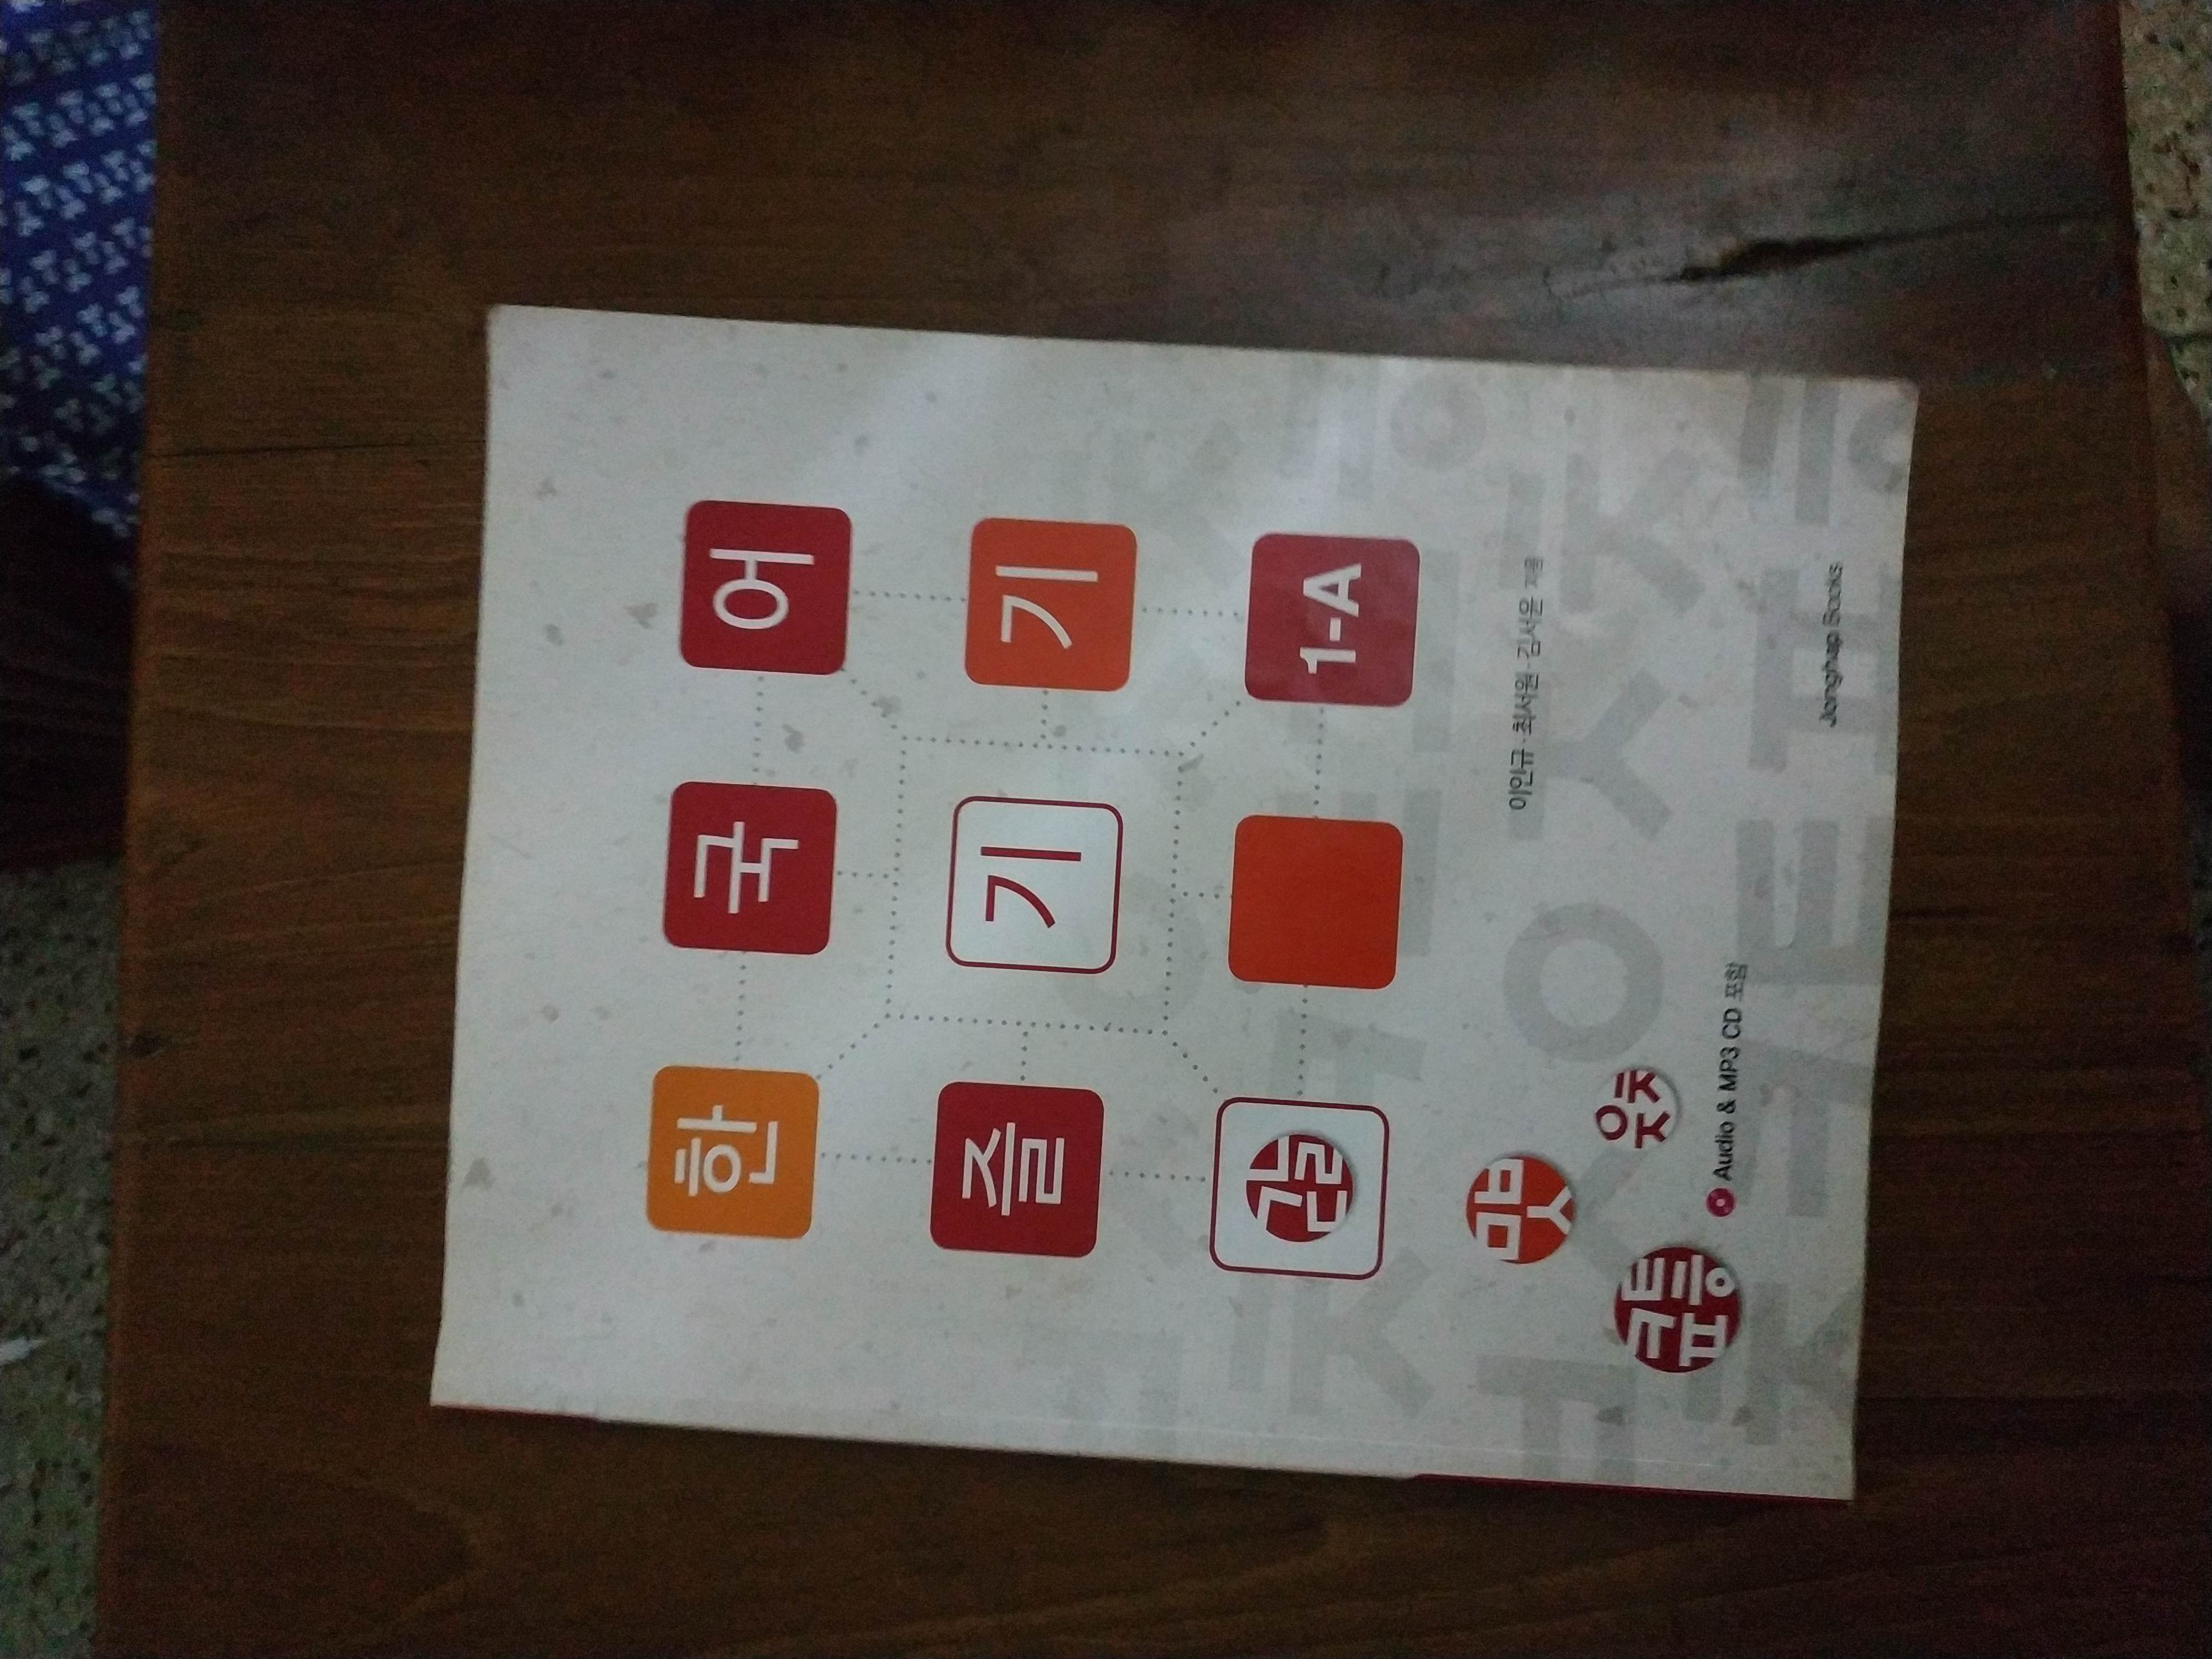 한 국 어
즐 기 기
1-A
이인규·최서원·김서윤 지음
Audio & MP3 CD 포함
Jonghap Books